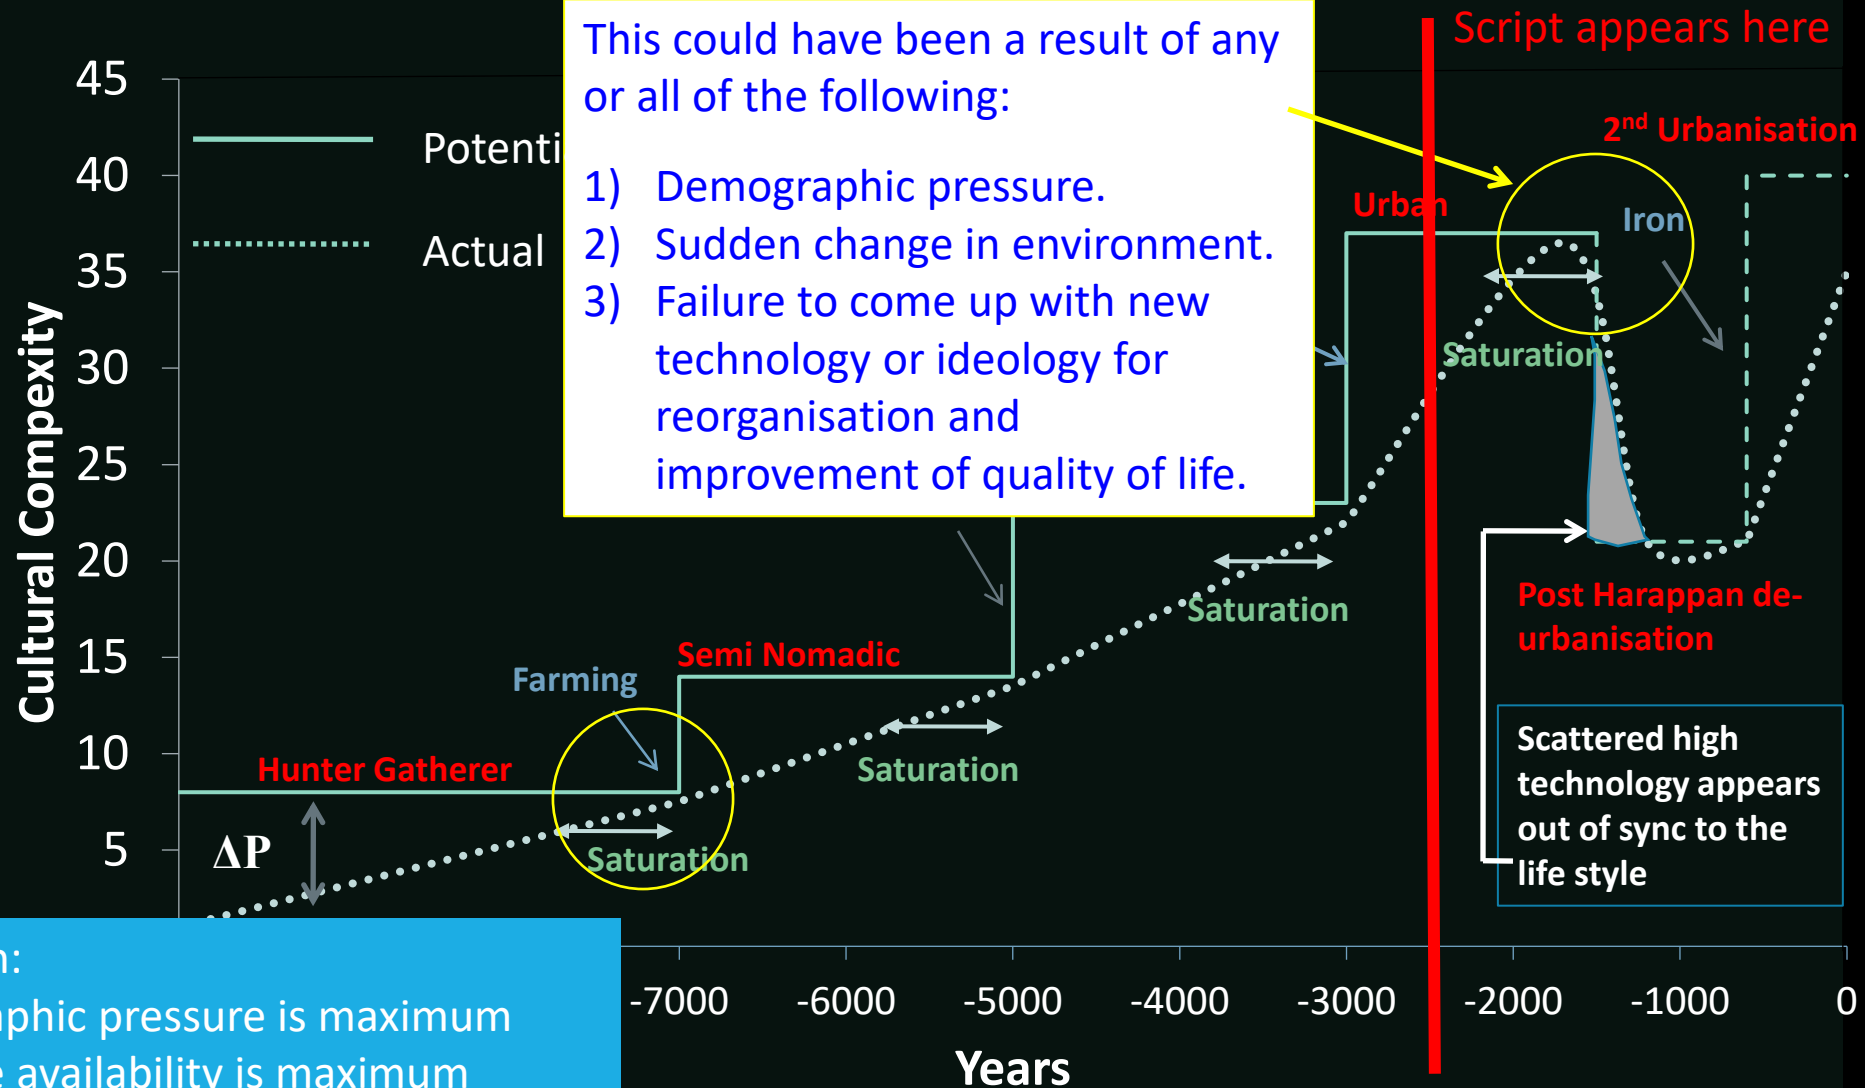 This could have been a result of any
or all of the following:
1) Demographic pressure.
2) Sudden change in environment.
3) Failure to come up with new
technology or ideology for
reorganisation and
improvement of quality of life.
Script appears here
2nd Urbanisation
Urban
Iron
Saturation
Potenti
Actual
45
40
35
30
25
20
15
10
5
Cultural Compexity
Saturation
Post Harappan de-
urbanisation
Semi Nomadic
Farming
Hunter Gatherer
Saturation
Scattered high
technology appears
out of sync to the
life style
ΔP
Saturation
n:
aphic pressure is maximum
e availability is maximum
-7000 -6000 -5000 -4000 -3000 -2000 -1000 0
Years